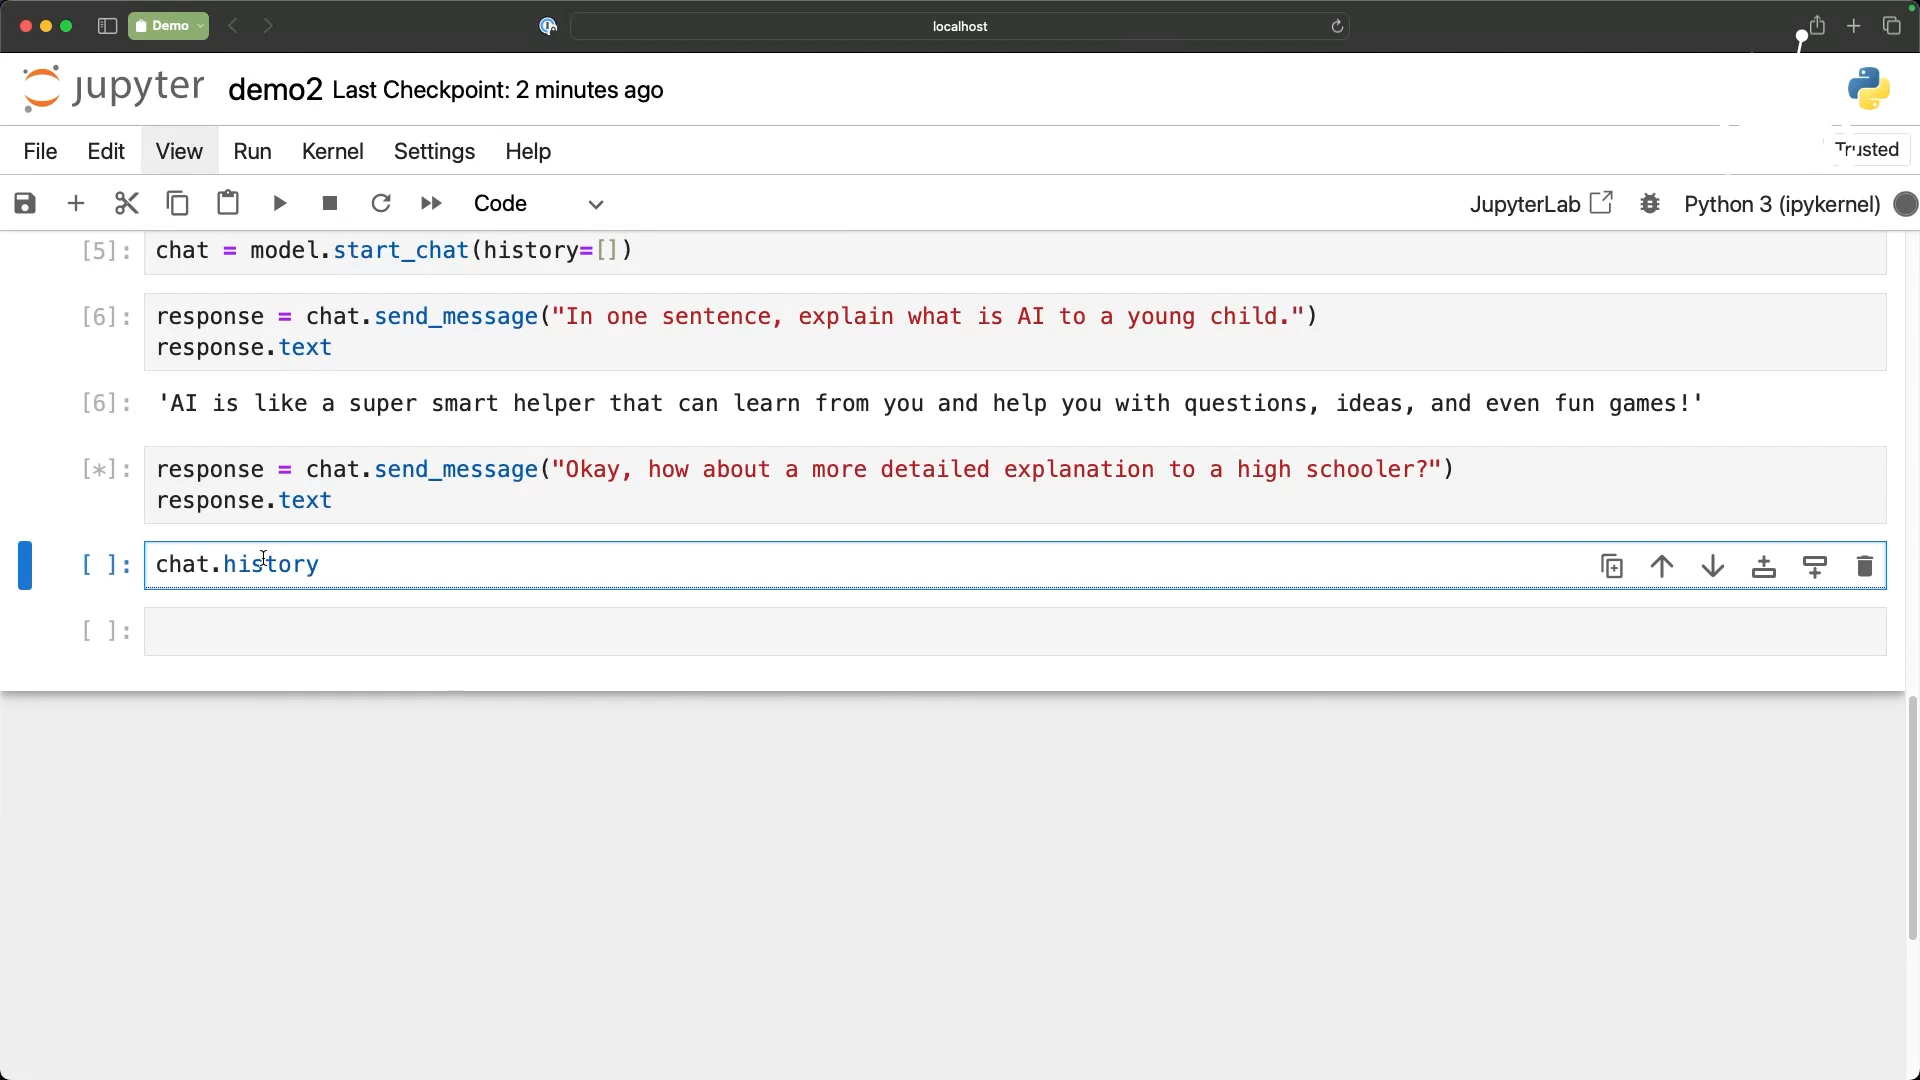 Demo
localhost
jupyter demo2 Last Checkpoint: 2 minutes ago
File Edit View Run Kernel Settings Help
Trusted
Code
JupyterLab
Python 3 (ipykernel)
[5]: chat = model.start_chat(history=[])
[6]: response = chat.send_message("In one sentence, explain what is AI to a young child.")
response.text
[6]: 'AI is like a super smart helper that can learn from you and help you with questions, ideas, and even fun games!'
[*]: response = chat.send_message("Okay, how about a more detailed explanation to a high schooler?")
response.text
[ ]: chat.history
[ ]: